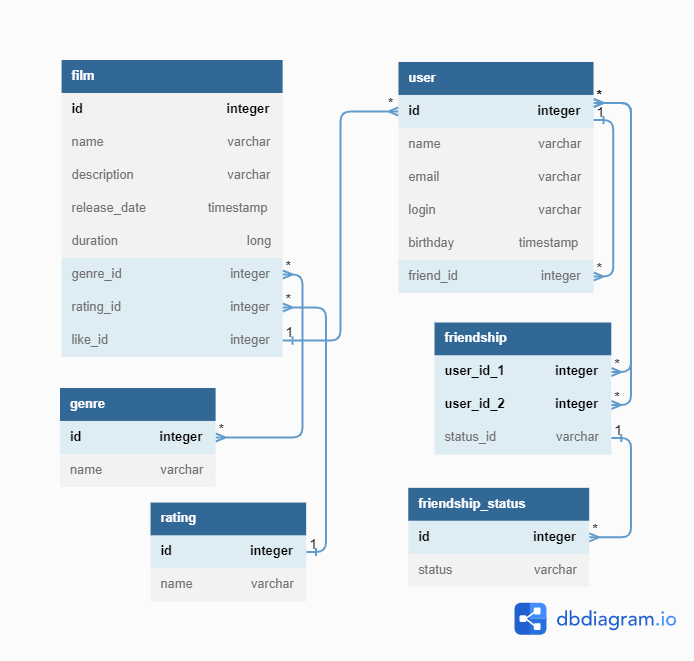 film
id integer
name varchar
description varchar
release_date timestamp
duration long
genre_id integer *
rating_id integer *
like_id integer 1
user
* id integer * 1
name varchar
email varchar
login varchar
birthday timestamp
friend_id integer *
friendship
user_id_1 integer *
user_id_2 integer *
status_id varchar 1
genre
id integer *
name varchar
friendship_status
id integer *
status varchar
rating
id integer 1
name varchar
dbdiagram.io